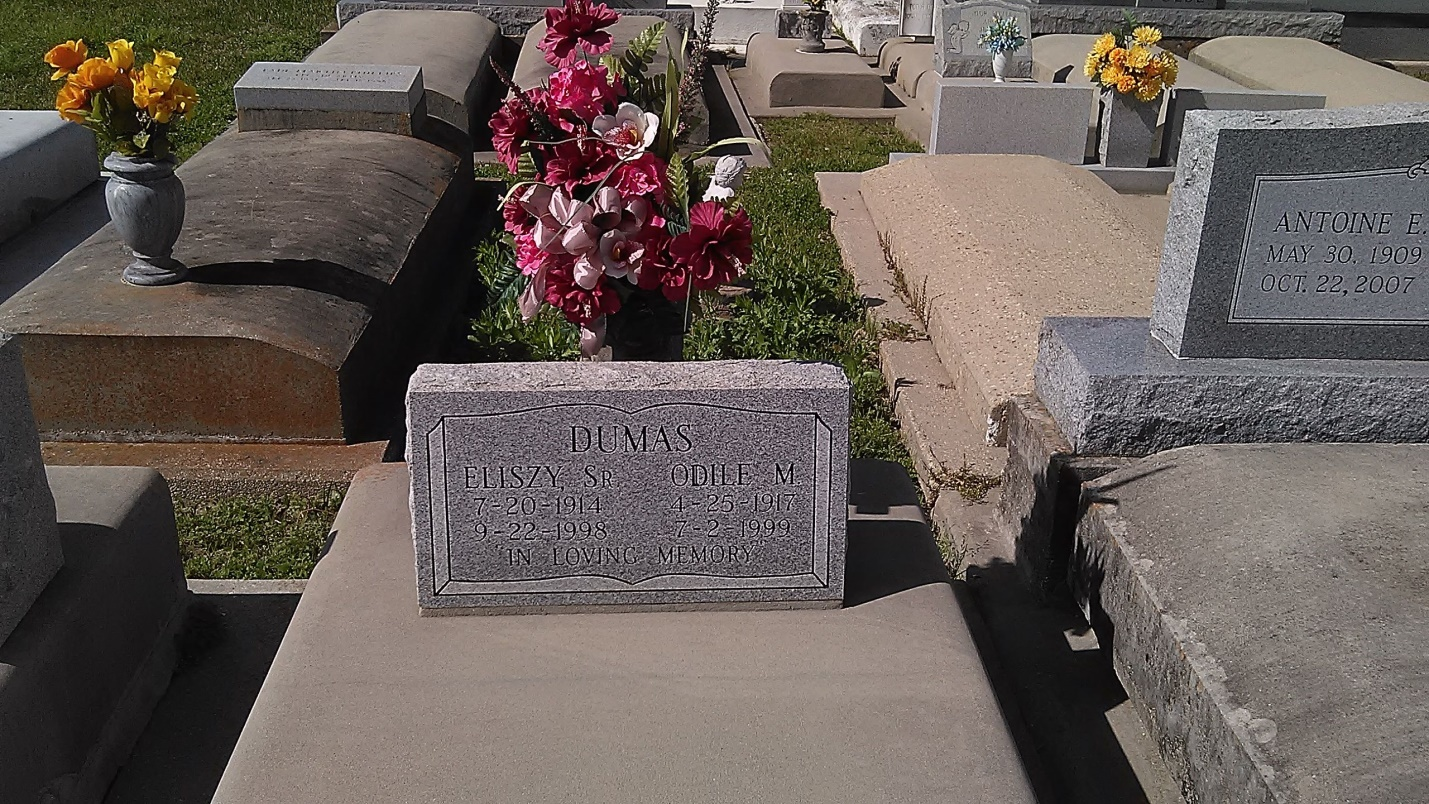 DUMAS
ELISZY, SR. ODILE M.
7-20-1914 4-25-1917
9-22-1998 7-2-1999
IN LOVING MEMORY
ANTOINE E.
MAY 30, 1909
OCT. 22, 2007